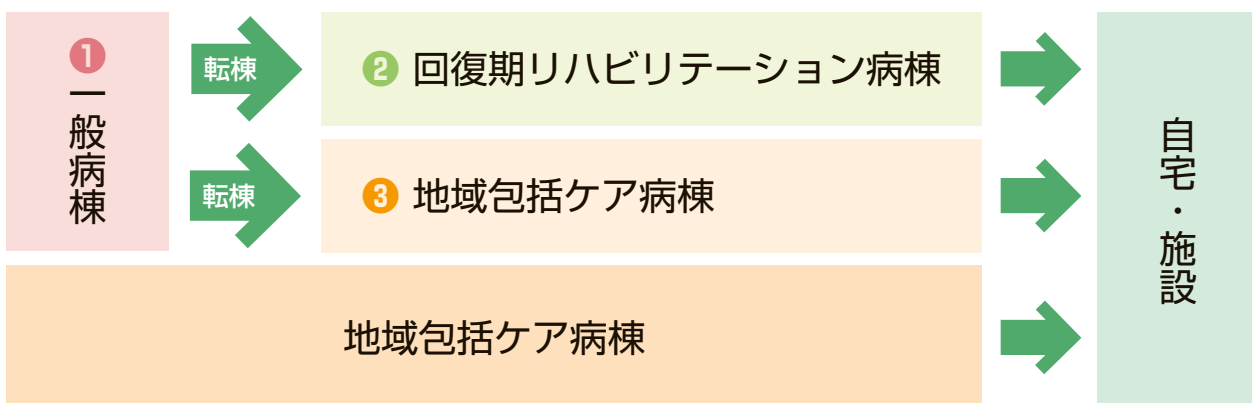 ❶一般病棟
転棟
❷ 回復期リハビリテーション病棟
転棟
❸ 地域包括ケア病棟
地域包括ケア病棟
自宅・施設